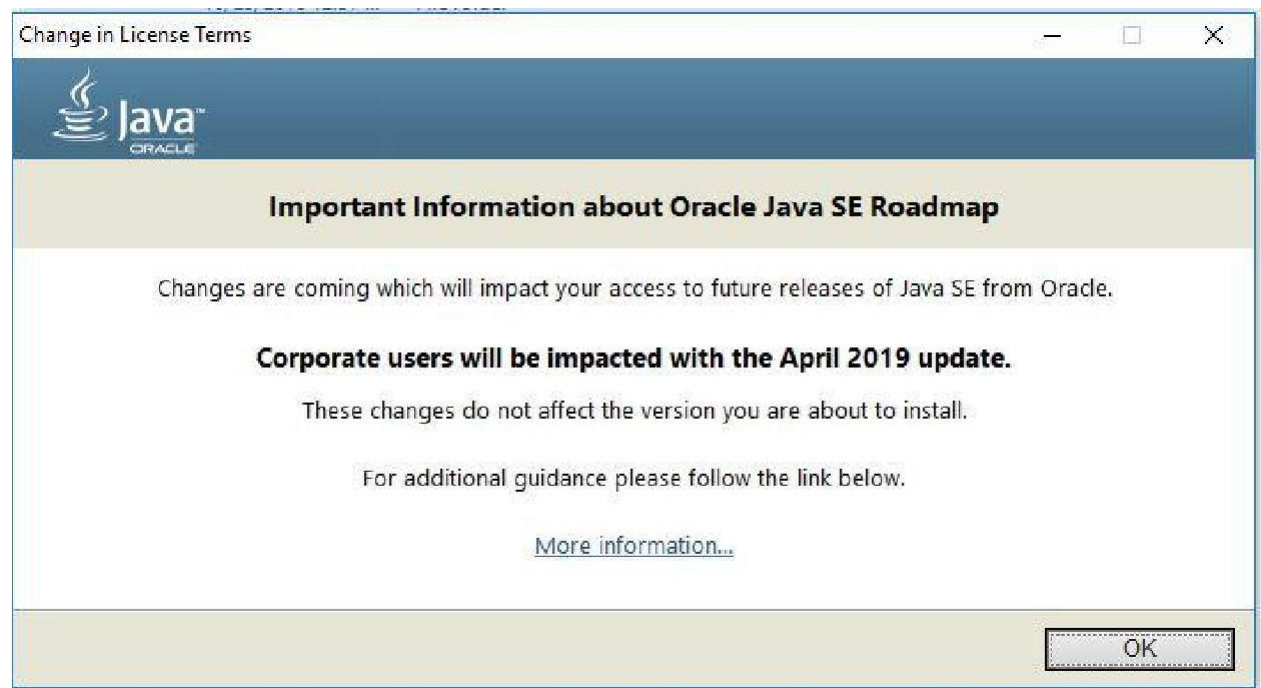 Change in License Terms
Java™
ORACLE
Important Information about Oracle Java SE Roadmap
Changes are coming which will impact your access to future releases of Java SE from Oracle.
Corporate users will be impacted with the April 2019 update.
These changes do not affect the version you are about to install.
For additional guidance please follow the link below.
More information...
OK